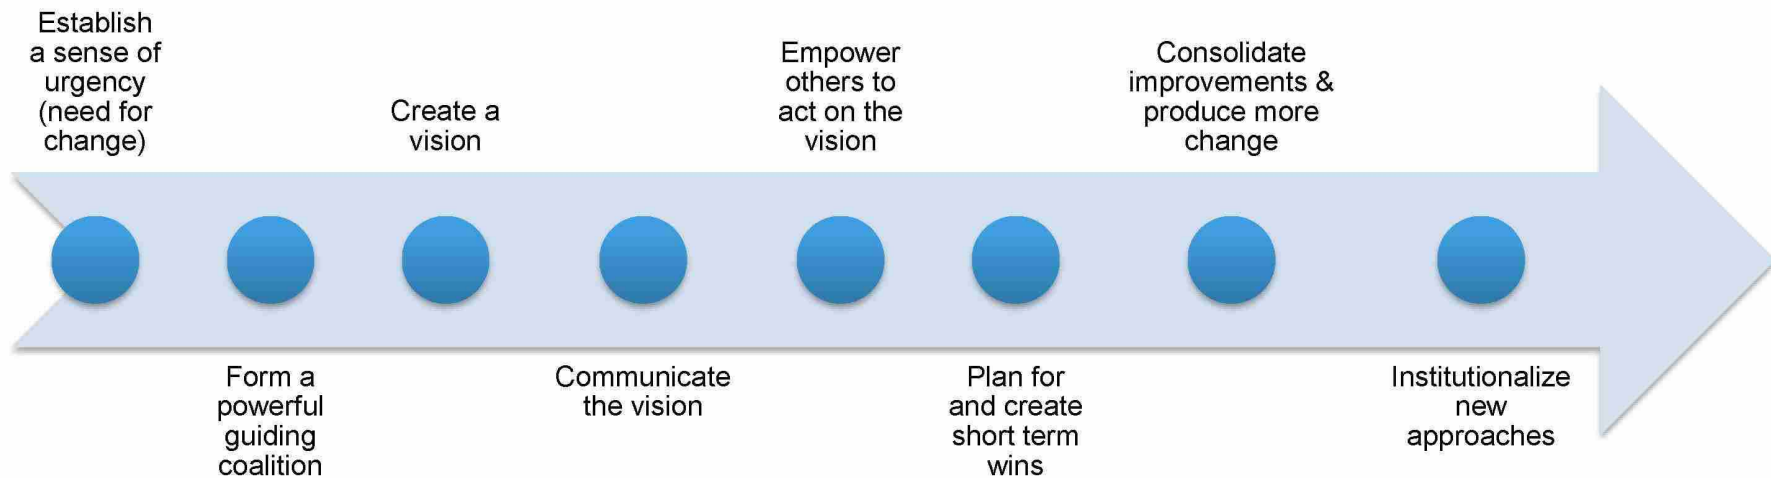 Establish
a sense of
urgency
(need for
change)
Form a
powerful
guiding
coalition
Create a
vision
Communicate
the vision
Empower
others to
act on the
vision
Plan for
and create
short term
wins
Consolidate
improvements &
produce more
change
Institutionalize
new
approaches